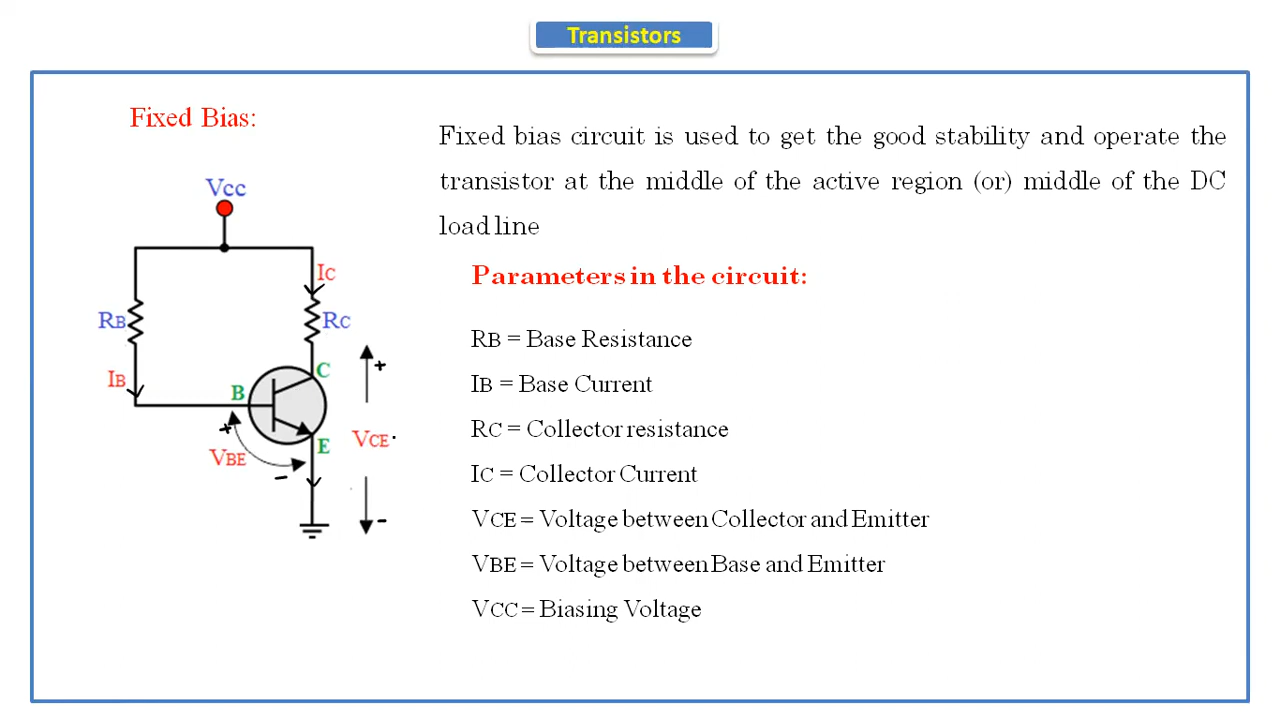 Transistors
Fixed Bias:
Fixed bias circuit is used to get the good stability and operate the
transistor at the middle of the active region (or) middle of the DC
load line
Vcc
IC
RB
RC
IB
B
C
+
+
VCE
E
VBE
-
-
Parameters in the circuit:
RB = Base Resistance
IB = Base Current
RC = Collector resistance
IC = Collector Current
VCE = Voltage between Collector and Emitter
VBE = Voltage between Base and Emitter
VCC = Biasing Voltage